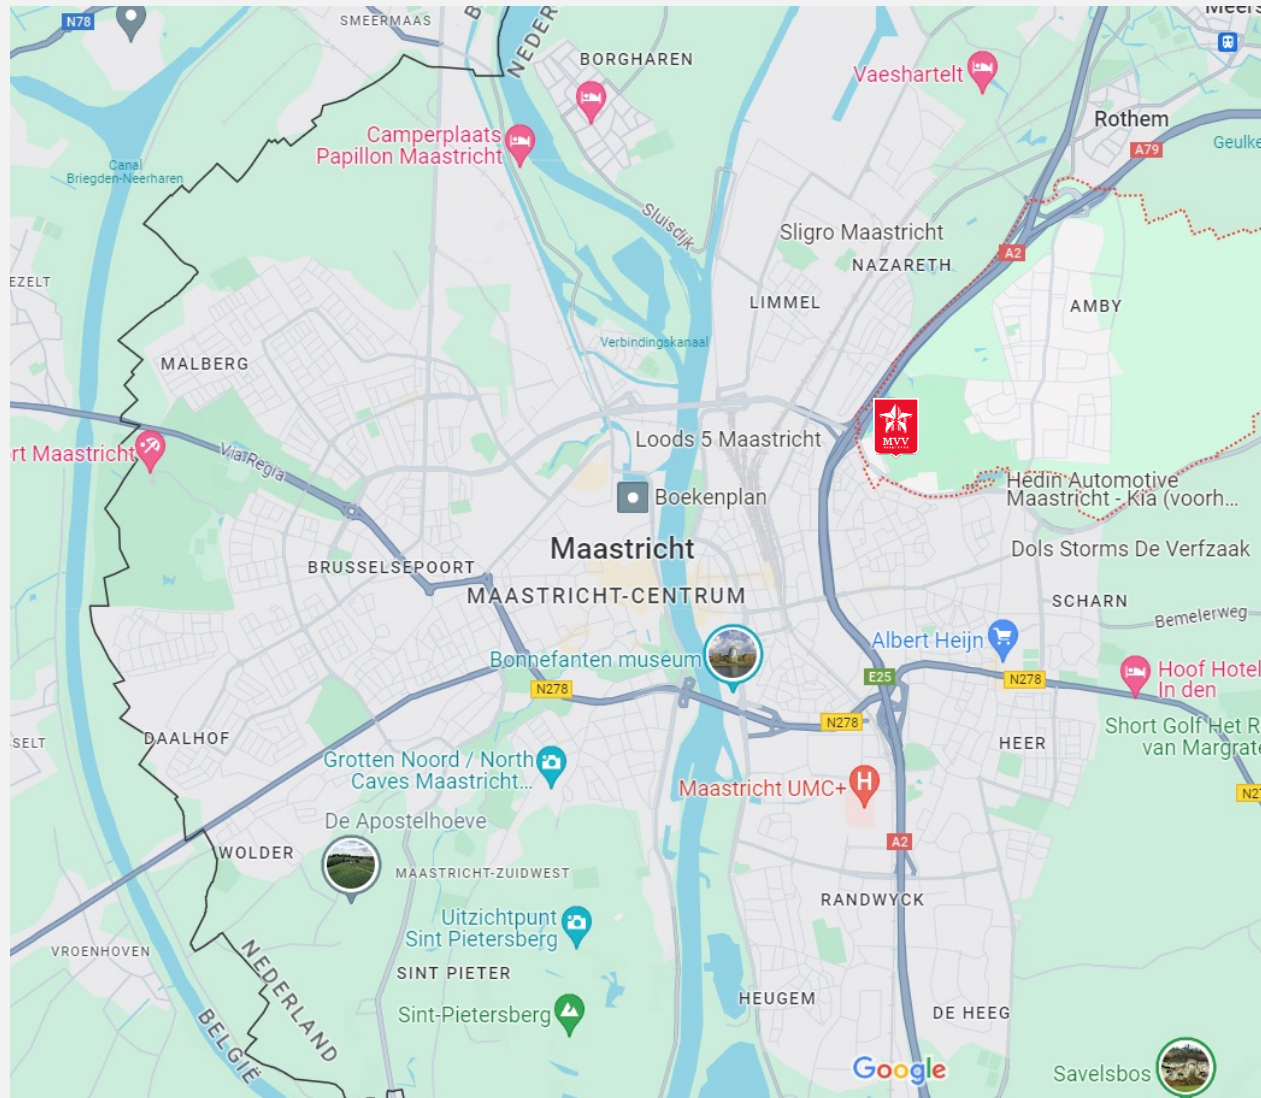 N78
SMEERMAAS
B
NEDER
BORGHAREN
Meers
Vaeshartelt
Rothem
A79
Geulke
Camperplaats
Papillon Maastricht
Canal
Briegden-Neerharen
Sluisdijk
Sligro Maastricht
NAZARETH
A2
EZELT
LIMMEL
AMBY
Verbindingskanaal
MALBERG
MVV
Loods 5 Maastricht
rt Maastricht
Via Regia
Hedin Automotive
Maastricht - Kia (voorh...
Boekenplan
Maastricht
Dols Storms De Verfzaak
BRUSSELSEPOORT
MAASTRICHT-CENTRUM
SCHARN
Bemelerweg
Albert Heijn
Bonnefanten museum
E25
N278
Hoof Hotel
In den
N278
N278
SSELT
DAALHOF
HEER
Short Golf Het R
van Margrate
Grotten Noord / North
Caves Maastricht...
Maastricht UMC+
H
N27
De Apostelhoeve
A2
WOLDER
MAASTRICHT-ZUIDWEST
RANDWYCK
Uitzichtpunt
Sint Pietersberg
VROENHOVEN
NEDERLAND
SINT PIETER
HEUGEM
Sint-Pietersberg
DE HEEG
BELGIË
Google
Savelsbos